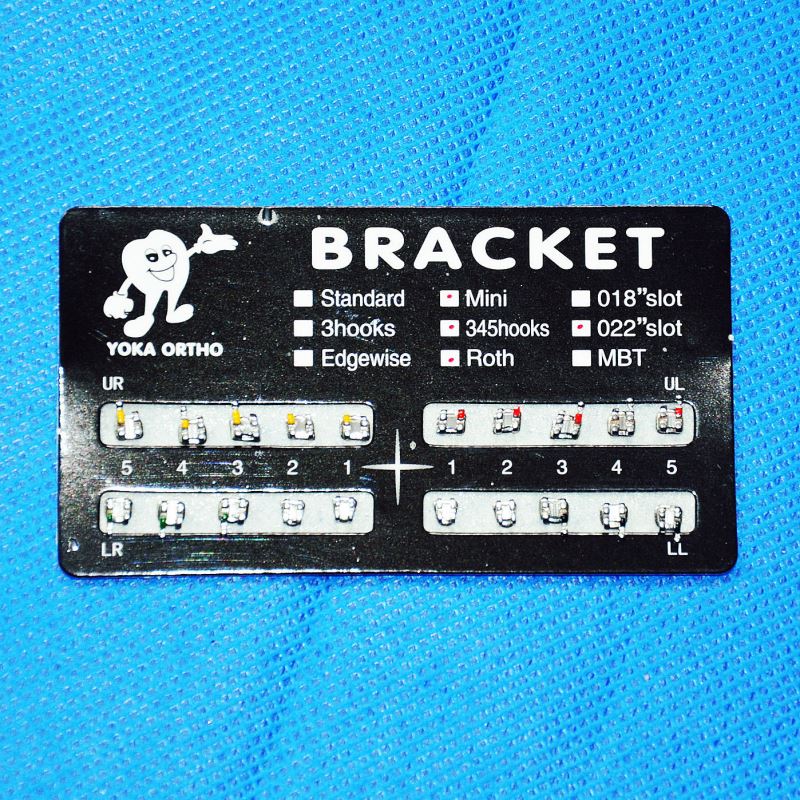 BRACKET
Standard Mini 018”slot
3hooks 345hooks 022”slot
Edgewise Roth MBT
YOKA ORTHO
UR UL
5 4 3 2 1 1 2 3 4 5
LR LL